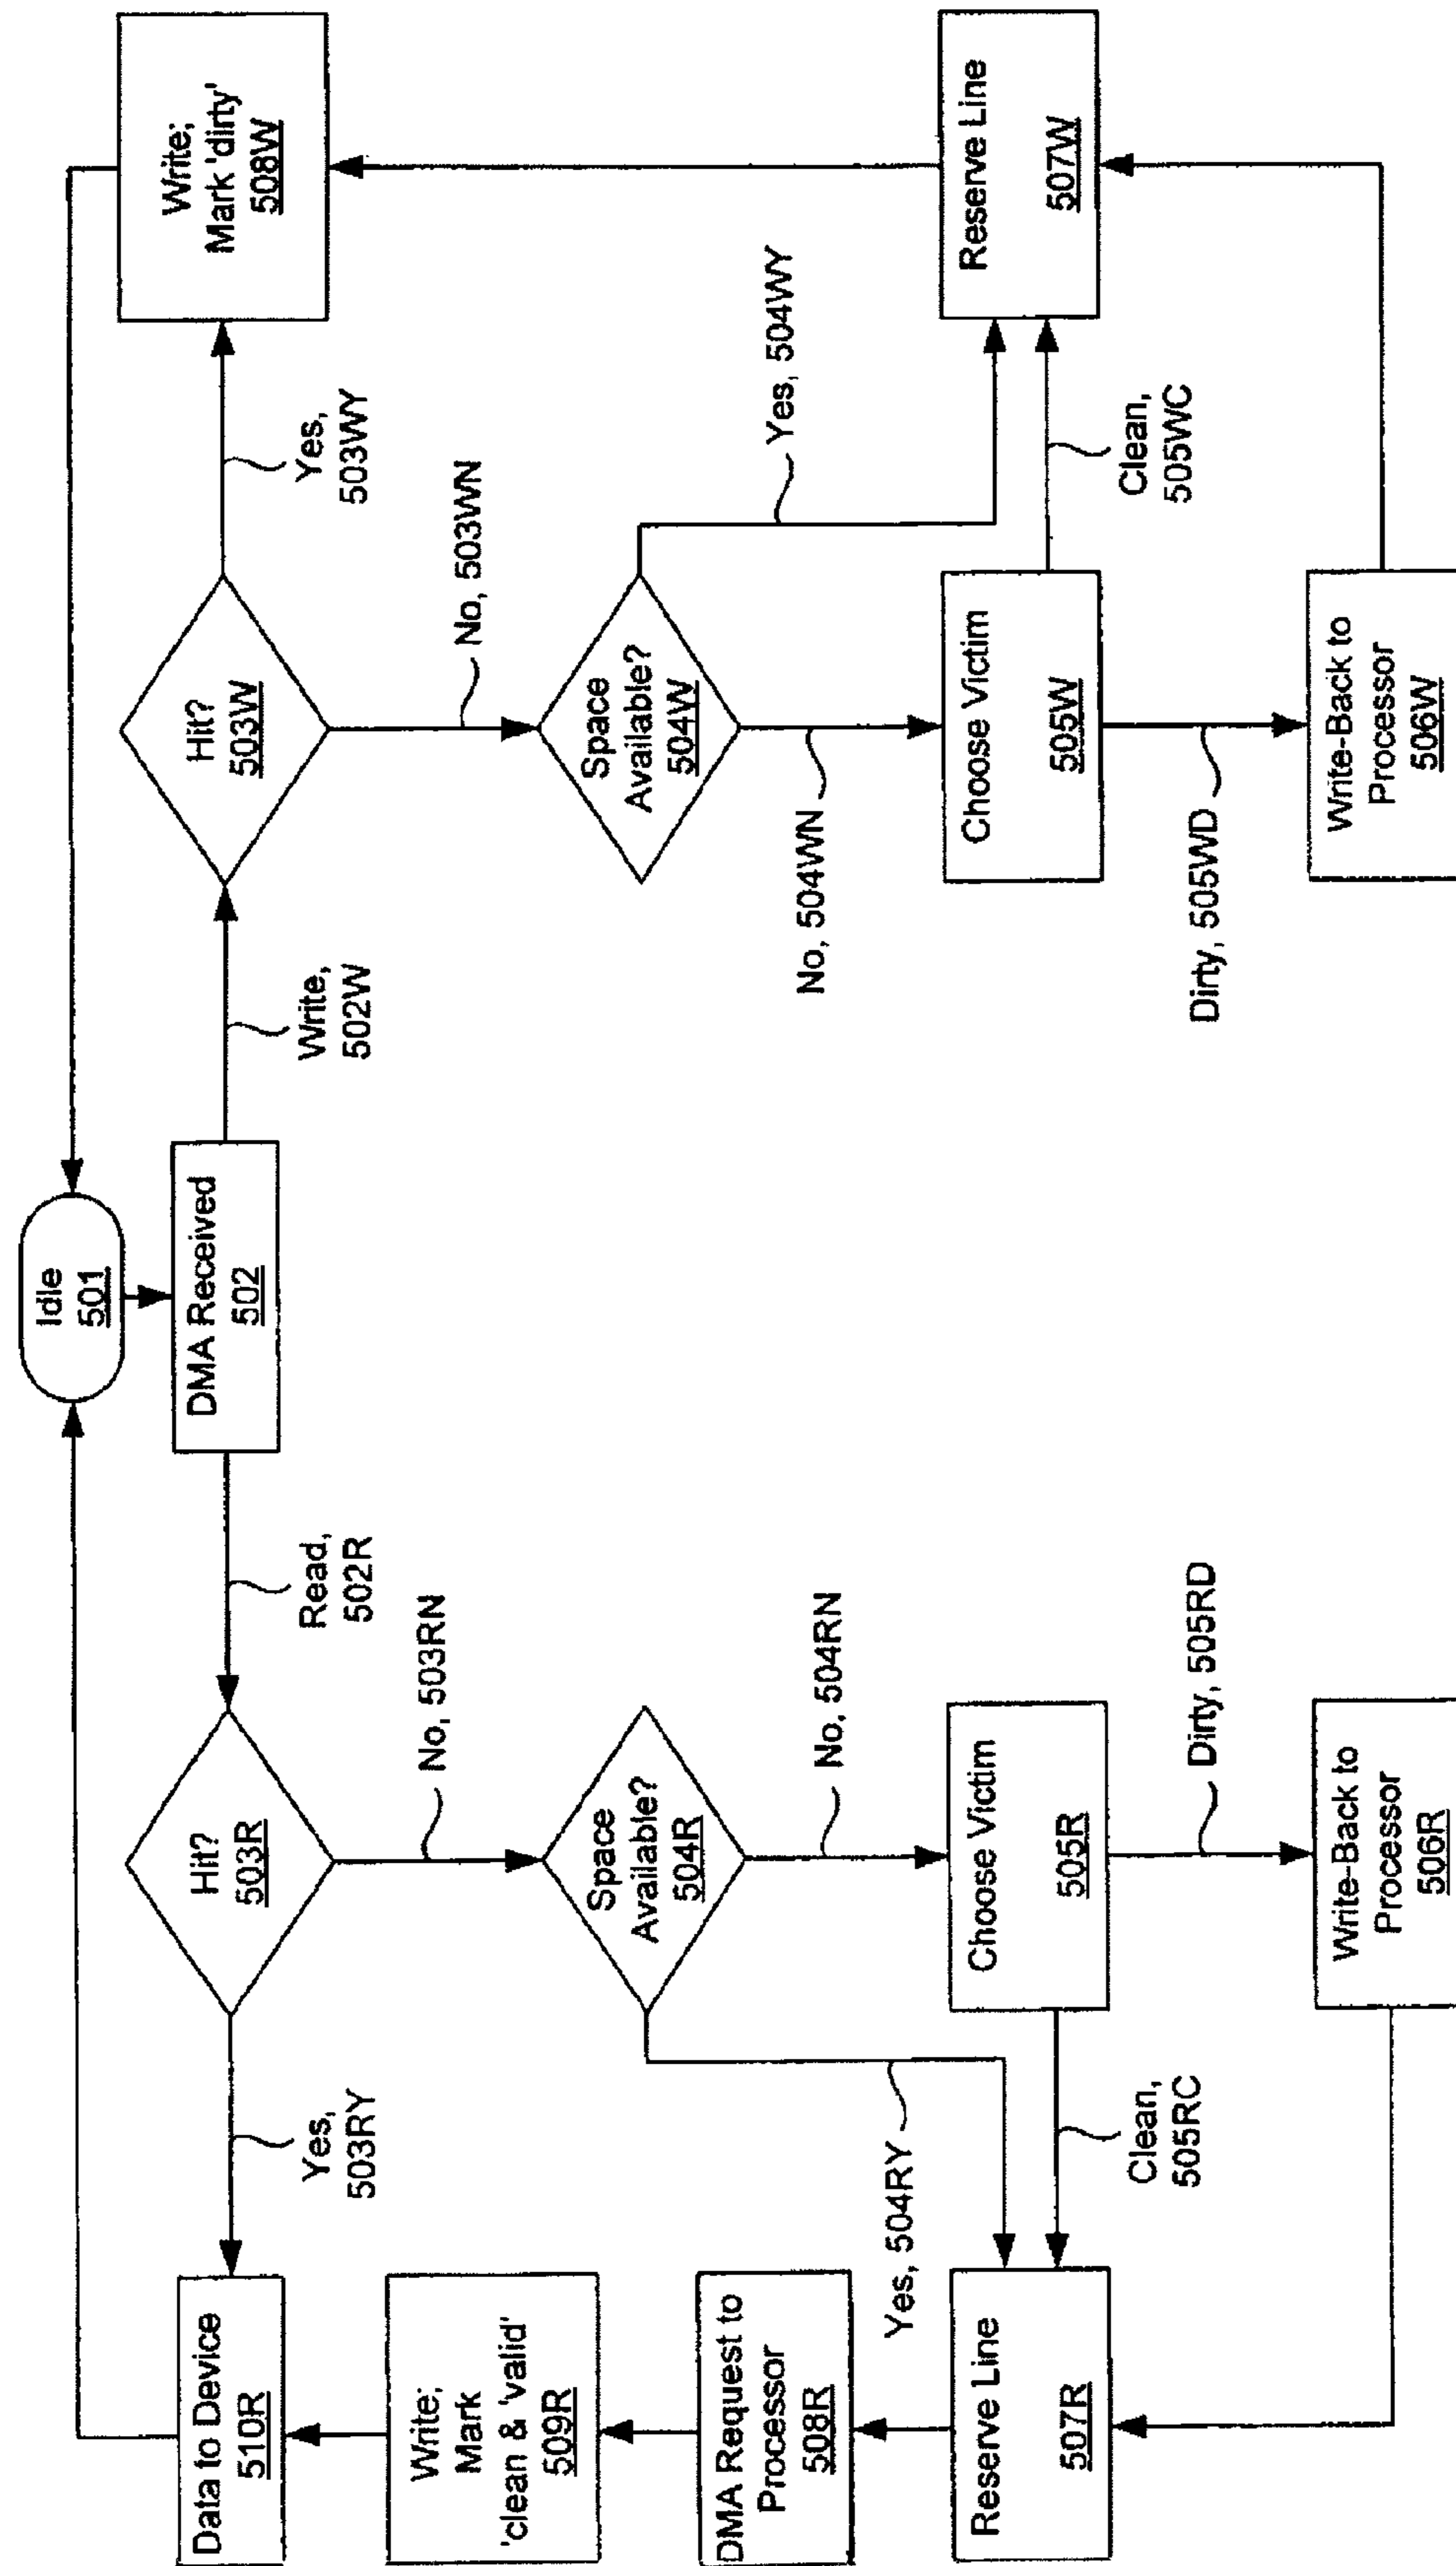 Idle
501
DMA Received
502
Read,
502R
Write,
502W
Hit?
503R
Yes,
503RY
No, 503RN
Space
Available?
504R
Yes, 504RY
No, 504RN
Choose Victim
505R
Clean,
505RC
Dirty, 505RD
Write-Back to
Processor
506R
Reserve Line
507R
DMA Request to
Processor
508R
Write;
Mark
'clean & 'valid'
509R
Data to Device
510R
Hit?
503W
Yes,
503WY
No, 503WN
Space
Available?
504W
Yes, 504WY
No, 504WN
Choose Victim
505W
Clean,
505WC
Dirty, 505WD
Write-Back to
Processor
506W
Reserve Line
507W
Write;
Mark 'dirty'
508W